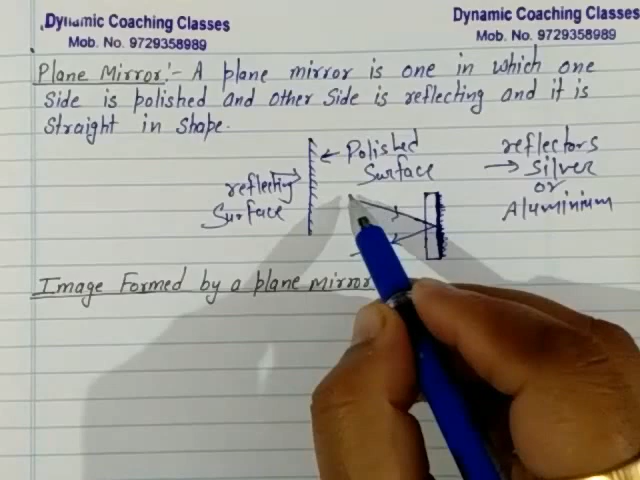 Dynamic Coaching Classes
Mob. No. 9729358989
Dynamic Coaching Classes
Mob. No. 9729358989
Plane Mirror:- A plane mirror is one in which one
Side is polished and other Side is reflecting and it is
Straight in Shape.
Polished
Surface
reflecting
Surface
reflectors
→ Silver
or
Aluminium
Image Formed by a plane mirror